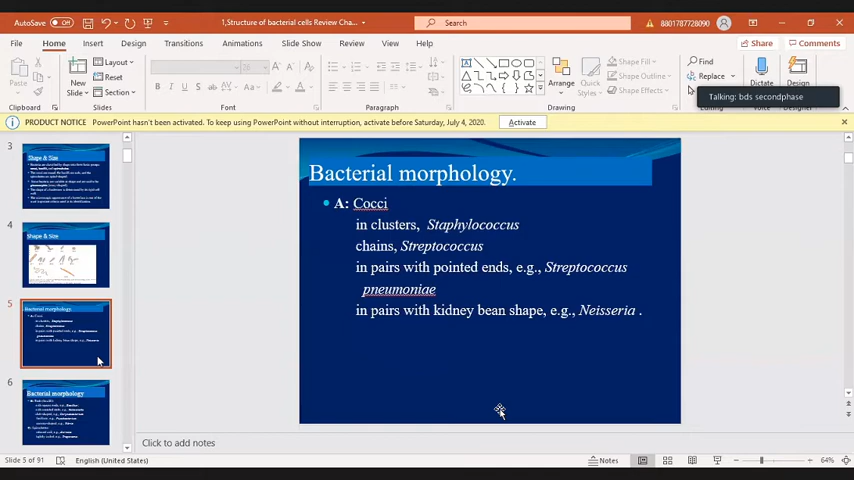 AutoSave Off 1,Structure of bacterial cells Review Cha... Search 8801787728090
File Home Insert Design Transitions Animations Slide Show Review View Help Share Comments
Paste New Slide Layout Reset Section Arrange Shape Fill Shape Outline Shape Effects Find Replace Dictate Design
Clipboard Slides Font Paragraph Drawing
Talking: bds secondphase
PRODUCT NOTICE PowerPoint hasn't been activated. To keep using PowerPoint without interruption, activate before Saturday, July 4, 2020. Activate
3
Shape & Size
4
Shape & Size
5
Bacterial morphology.
6
Bacterial morphology
Bacterial morphology.
A: Cocci
in clusters, Staphylococcus
chains, Streptococcus
in pairs with pointed ends, e.g., Streptococcus
pneumoniae
in pairs with kidney bean shape, e.g., Neisseria .
Click to add notes
Slide 5 of 91 English (United States) Notes 64%